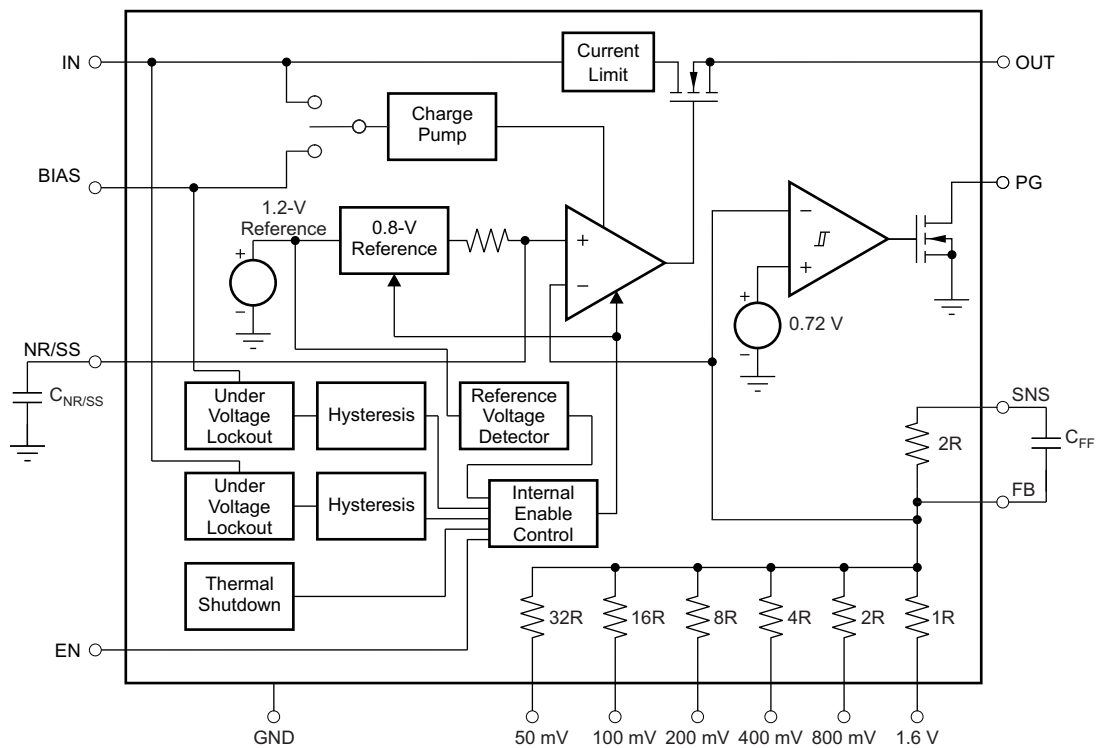 IN
Current
Limit
OUT
Charge
Pump
BIAS
PG
1.2-V
Reference
0.8-V
Reference
+
−
+
−
−
+
+
−
0.72 V
NR/SS
C_NR/SS
Under
Voltage
Lockout
Hysteresis
Reference
Voltage
Detector
SNS
2R
C_FF
FB
Under
Voltage
Lockout
Hysteresis
Internal
Enable
Control
Thermal
Shutdown
32R
16R
8R
4R
2R
1R
EN
GND
50 mV
100 mV
200 mV
400 mV
800 mV
1.6 V